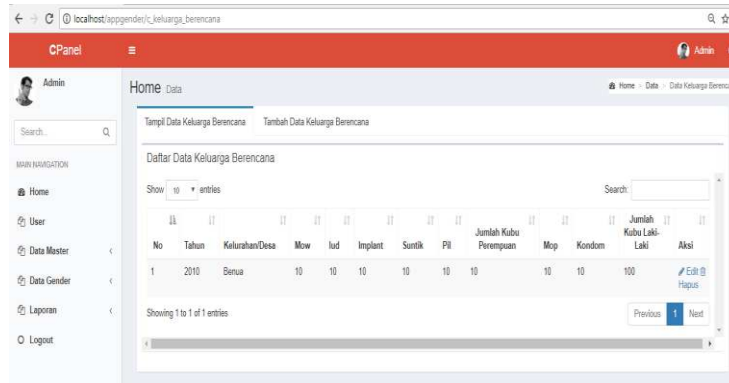 localhost/appgender/c_keluarga_berencana
CPanel
Admin
Admin
Home Data
Home > Data > Data Keluarga Berenca
Search..
MAIN NAVIGATION
Home
User
Data Master
Data Gender
Laporan
Logout
Tampil Data Keluarga Berencana Tambah Data Keluarga Berencana
Daftar Data Keluarga Berencana
Show 10 entries Search:
No Tahun Kelurahan/Desa Mow Iud Implant Suntik Pil Jumlah Kubu Perempuan Mop Kondom Jumlah Kubu Laki-Laki Aksi
1 2010 Benua 10 10 10 10 10 10 10 10 100 Edit Hapus
Showing 1 to 1 of 1 entries
Previous 1 Next